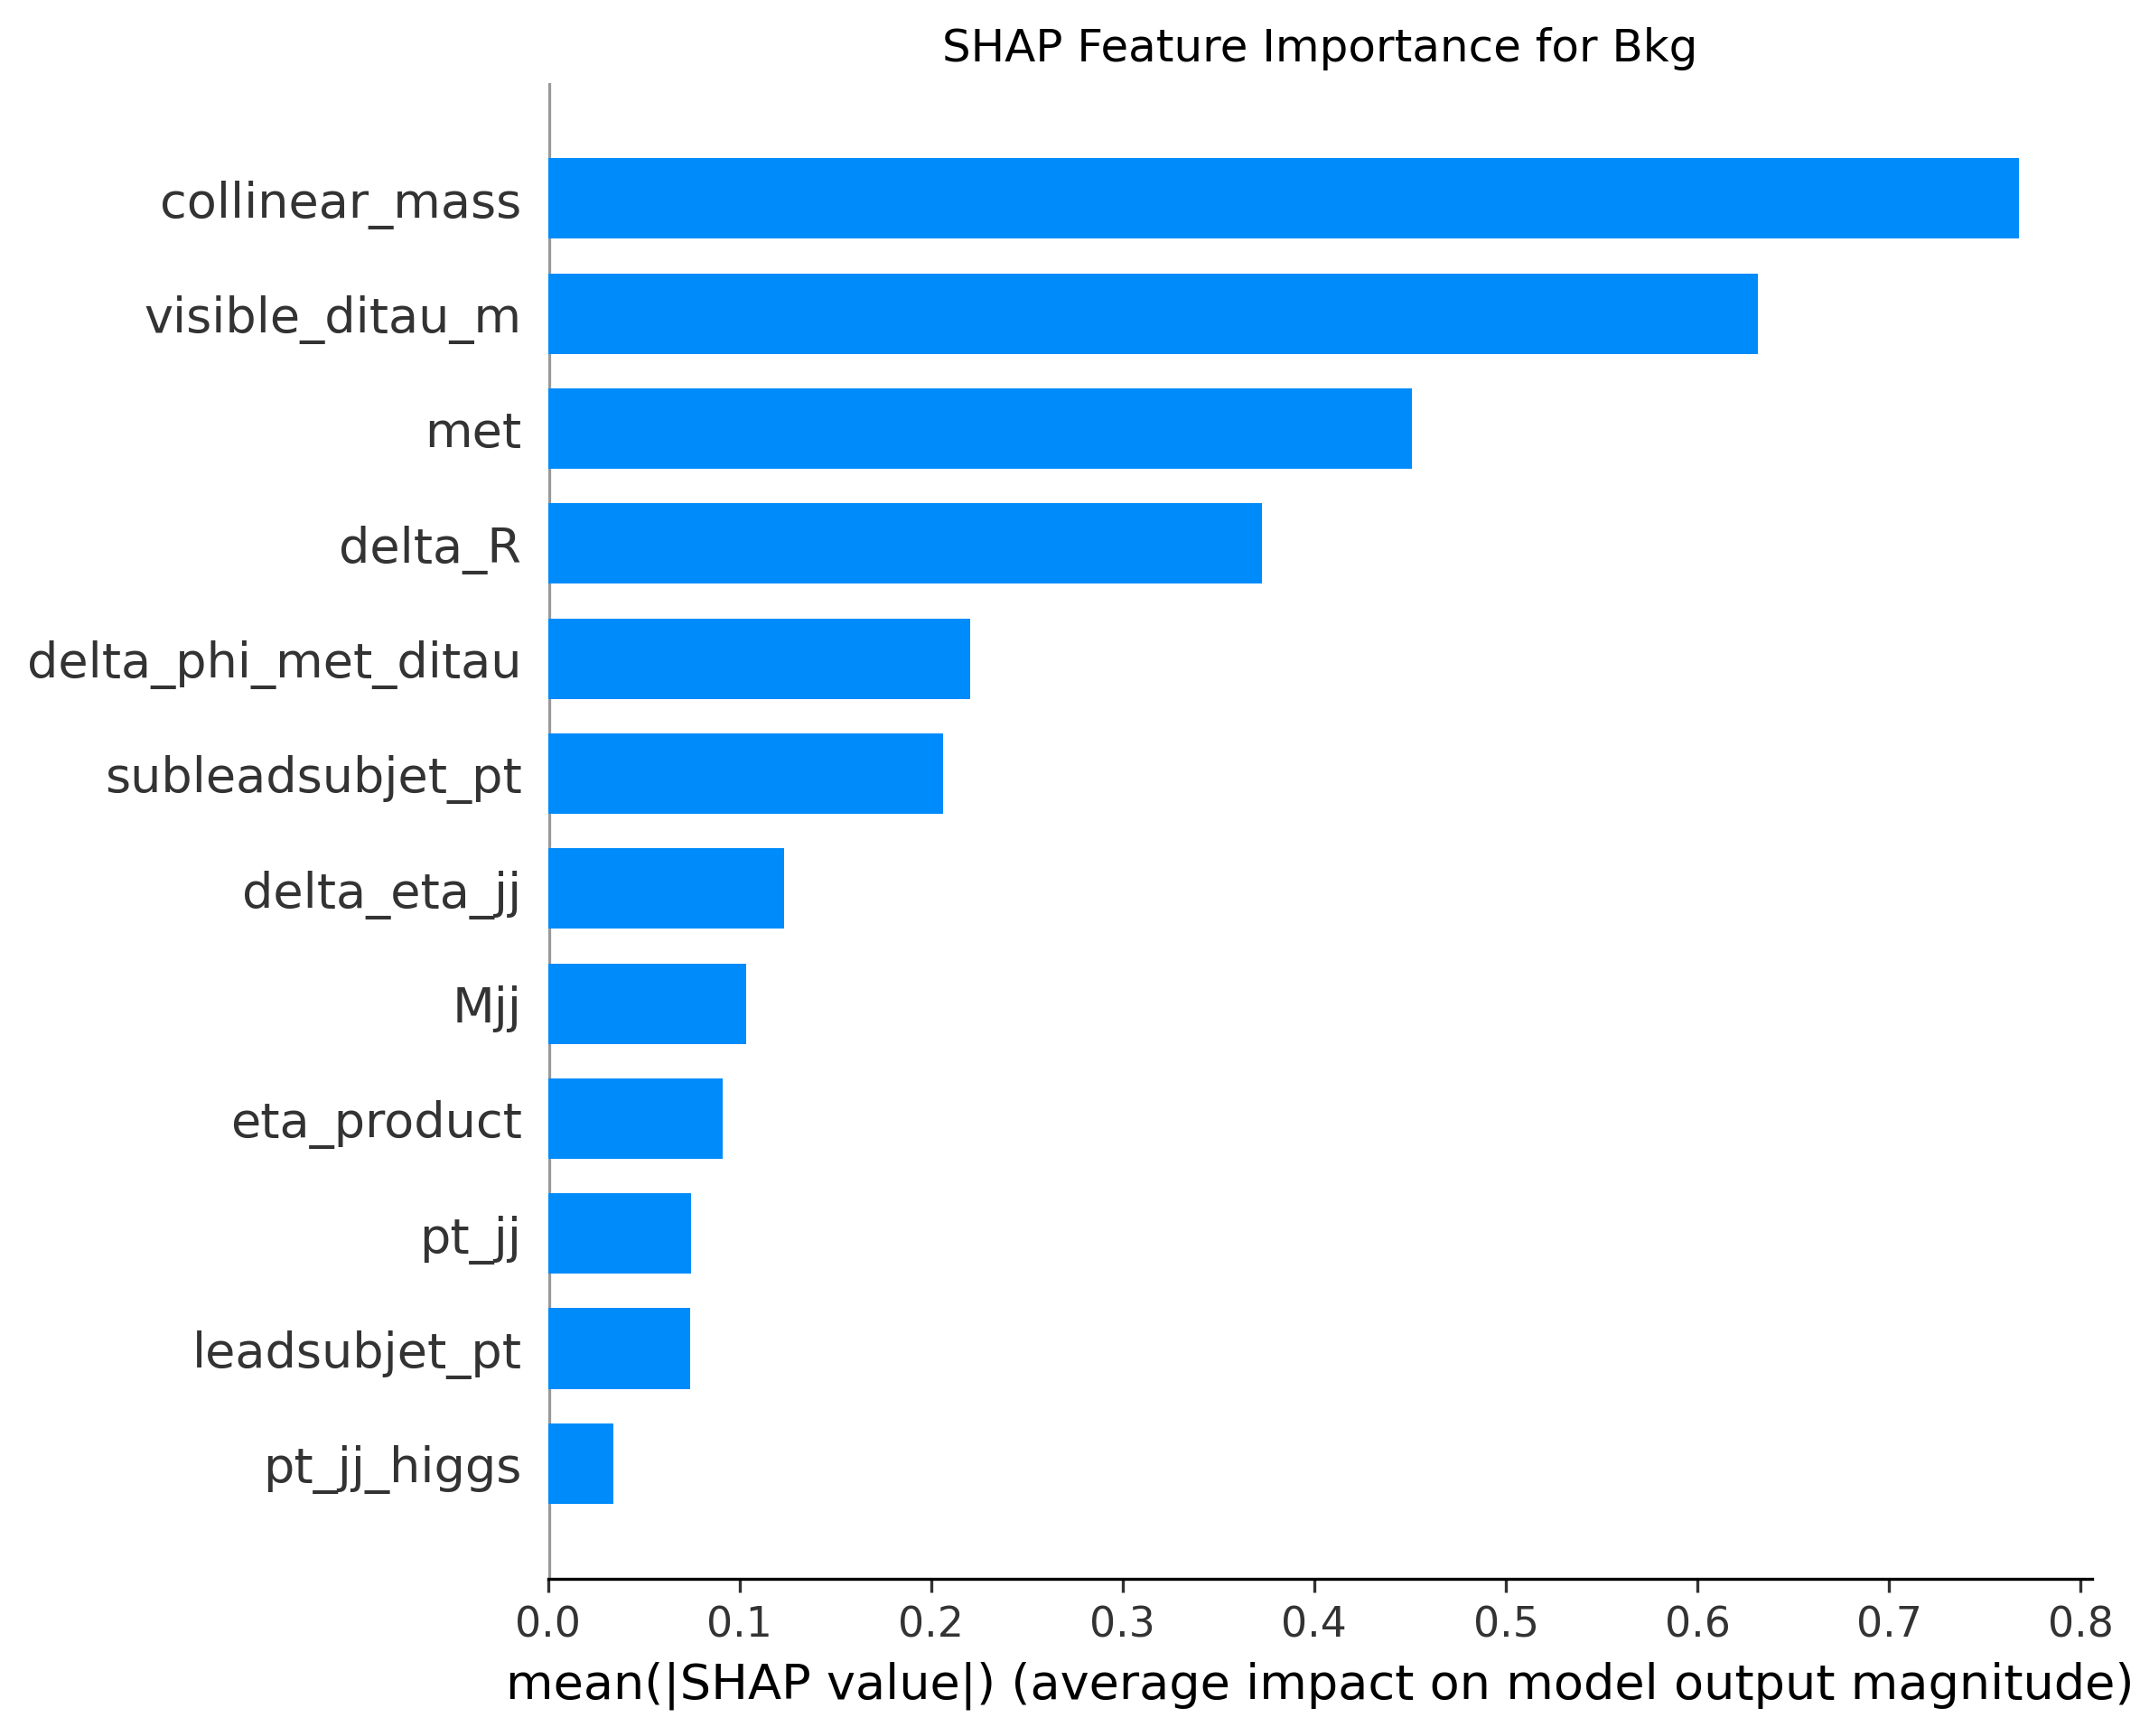 SHAP Feature Importance for Bkg
collinear_mass
visible_ditau_m
met
delta_R
delta_phi_met_ditau
subleadsubjet_pt
delta_eta_jj
Mjj
eta_product
pt_jj
leadsubjet_pt
pt_jj_higgs
0.0 0.1 0.2 0.3 0.4 0.5 0.6 0.7 0.8
mean(|SHAP value|) (average impact on model output magnitude)